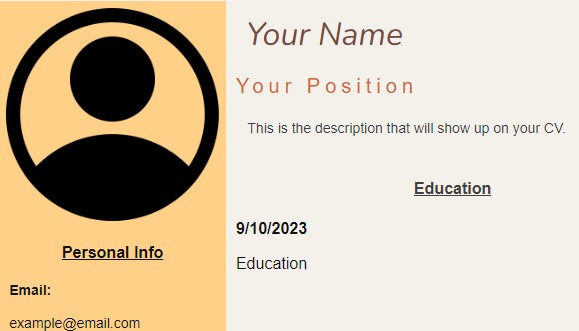 Your Name
Your Position
This is the description that will show up on your CV.
Education
9/10/2023
Education
Personal Info
Email:
example@email.com